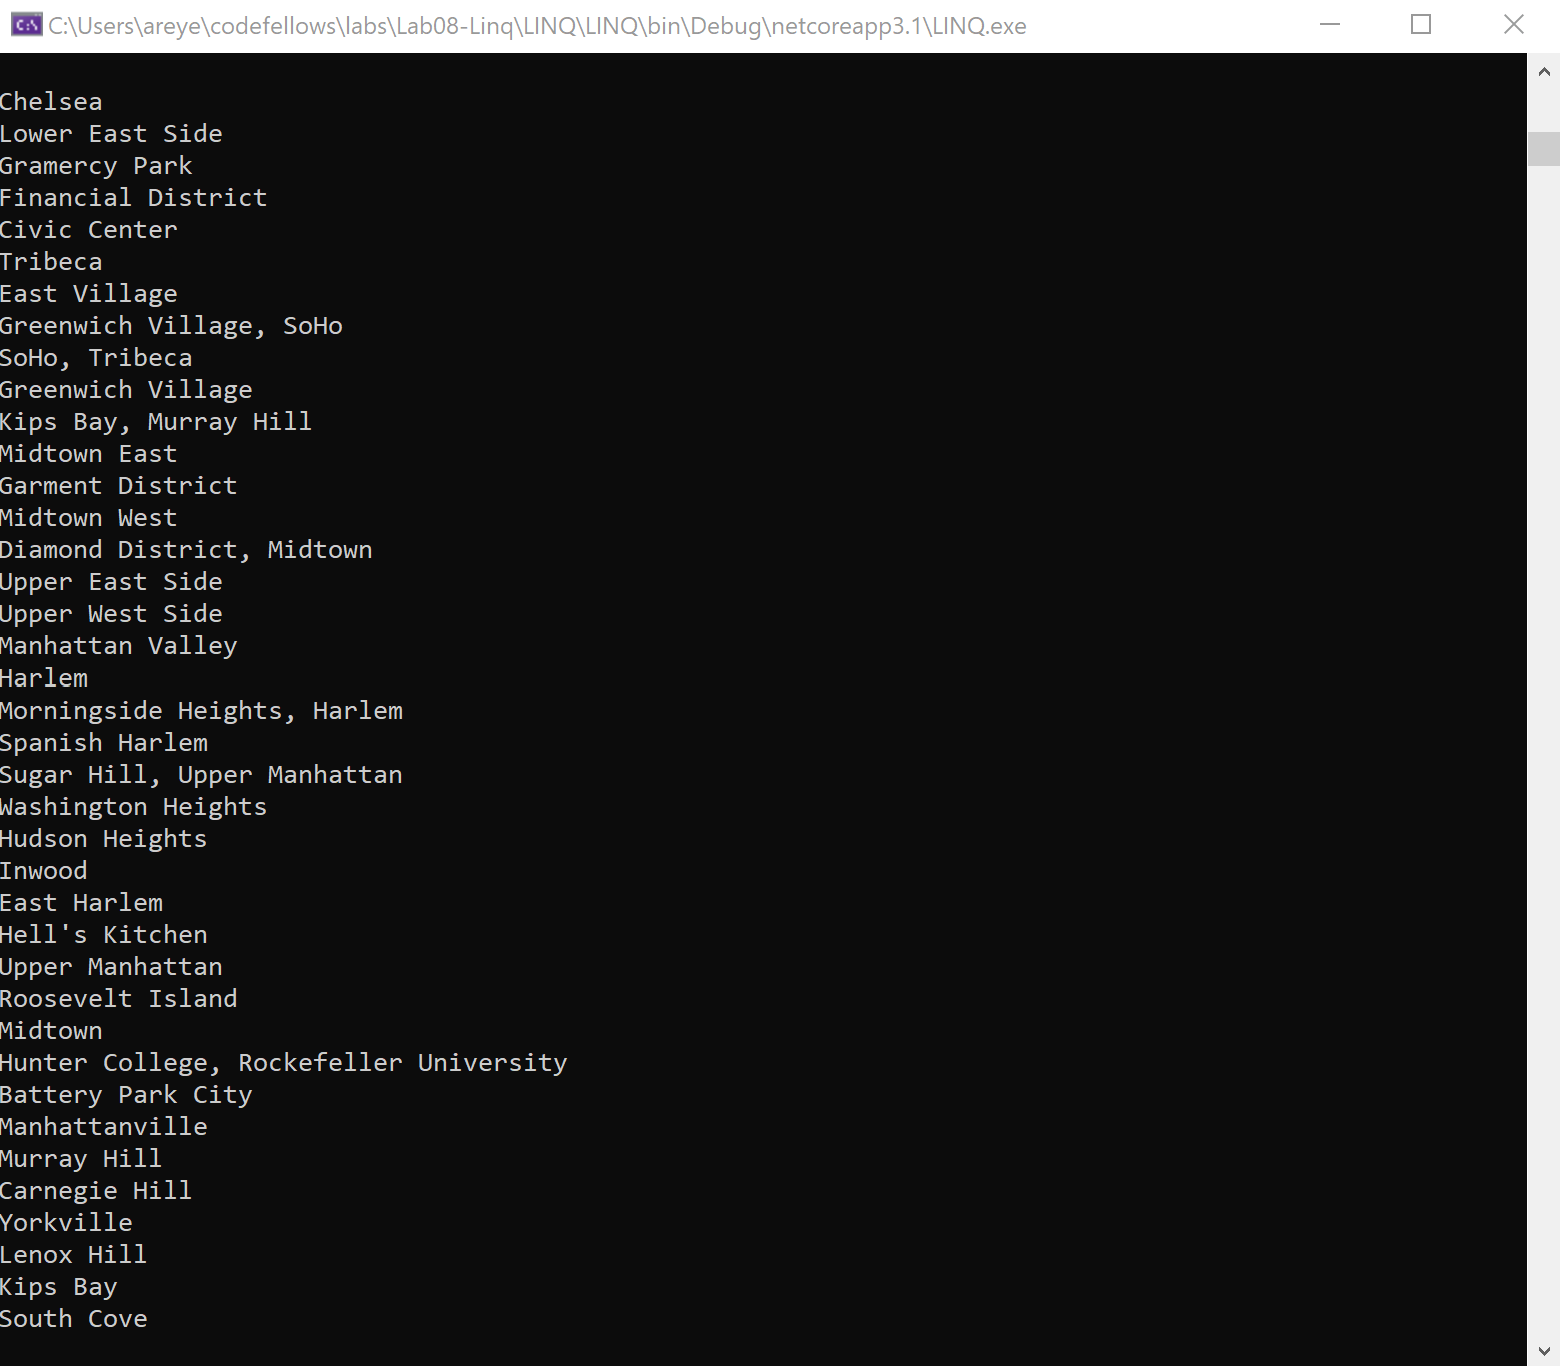 C:\Users\areye\codefellows\labs\Lab08-Linq\LINQ\LINQ\bin\Debug\netcoreapp3.1\LINQ.exe
Chelsea
Lower East Side
Gramercy Park
Financial District
Civic Center
Tribeca
East Village
Greenwich Village, SoHo
SoHo, Tribeca
Greenwich Village
Kips Bay, Murray Hill
Midtown East
Garment District
Midtown West
Diamond District, Midtown
Upper East Side
Upper West Side
Manhattan Valley
Harlem
Morningside Heights, Harlem
Spanish Harlem
Sugar Hill, Upper Manhattan
Washington Heights
Hudson Heights
Inwood
East Harlem
Hell's Kitchen
Upper Manhattan
Roosevelt Island
Midtown
Hunter College, Rockefeller University
Battery Park City
Manhattanville
Murray Hill
Carnegie Hill
Yorkville
Lenox Hill
Kips Bay
South Cove